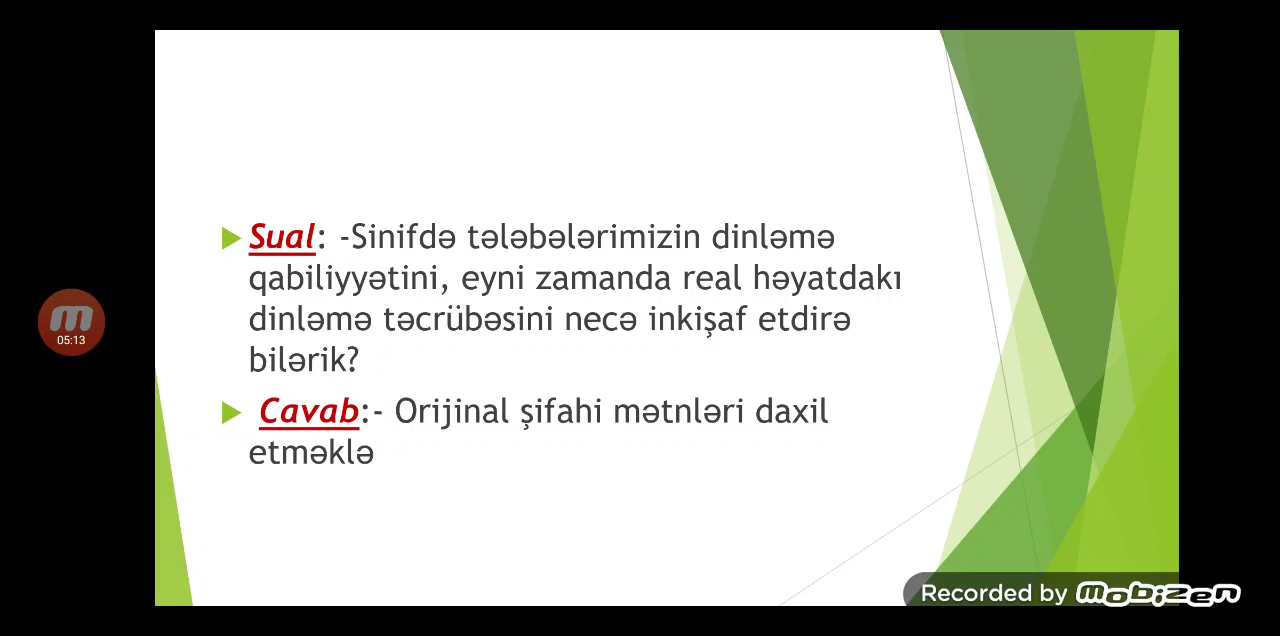 Sual: -Sinifdə tələbələrimizin dinləmə
qabiliyyətini, eyni zamanda real həyatdakı
dinləmə təcrübəsini necə inkişaf etdirə
bilərik?
Cavab:- Orijinal şifahi mətnləri daxil
etməklə
m
05:13
Recorded by mobizen